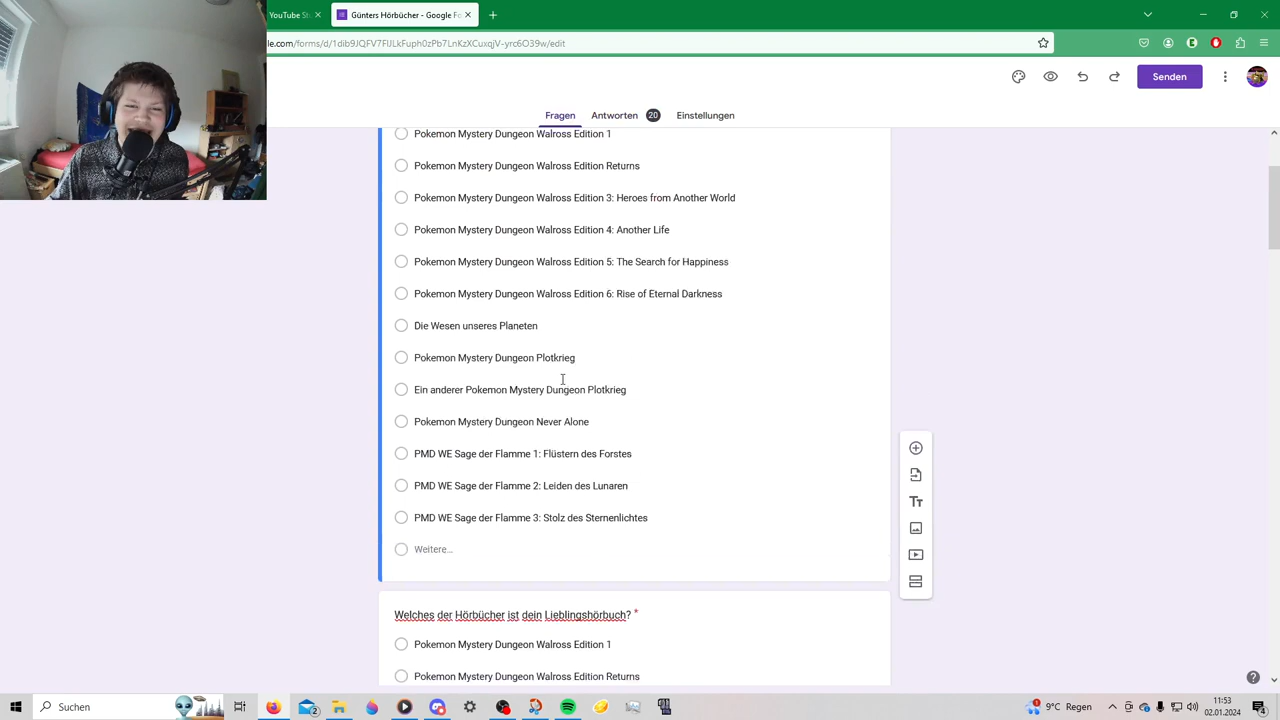 YouTube St
Günters Hörbücher - Google Fo
le.com/forms/d/1dib9JQFV7FlJLkFuph0zPb7LnKzXCuxqjV-yrc6O39w/edit
Senden
Fragen Antworten 20 Einstellungen
Pokemon Mystery Dungeon Walross Edition 1
Pokemon Mystery Dungeon Walross Edition Returns
Pokemon Mystery Dungeon Walross Edition 3: Heroes from Another World
Pokemon Mystery Dungeon Walross Edition 4: Another Life
Pokemon Mystery Dungeon Walross Edition 5: The Search for Happiness
Pokemon Mystery Dungeon Walross Edition 6: Rise of Eternal Darkness
Die Wesen unseres Planeten
Pokemon Mystery Dungeon Plotkrieg
Ein anderer Pokemon Mystery Dungeon Plotkrieg
Pokemon Mystery Dungeon Never Alone
PMD WE Sage der Flamme 1: Flüstern des Forstes
PMD WE Sage der Flamme 2: Leiden des Lunaren
PMD WE Sage der Flamme 3: Stolz des Sternenlichtes
Weitere...
Tt
Welches der Hörbücher ist dein Lieblingshörbuch? *
Pokemon Mystery Dungeon Walross Edition 1
Pokemon Mystery Dungeon Walross Edition Returns
Suchen
2
9°C Regen
11:53
02.01.2024